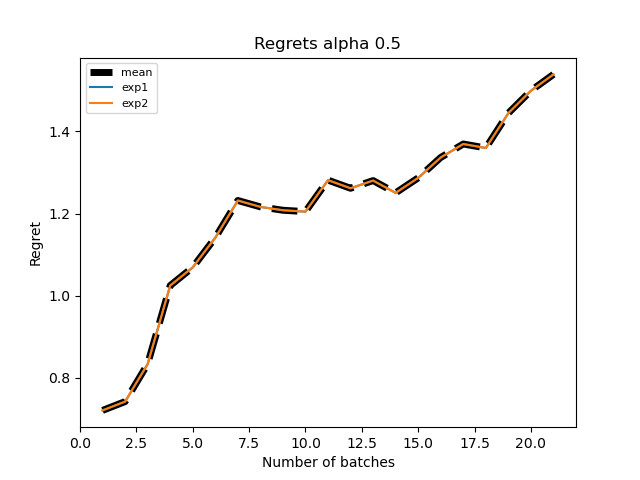 Regrets alpha 0.5
mean
exp1
exp2
Regret
1.4
1.2
1.0
0.8
0.0 2.5 5.0 7.5 10.0 12.5 15.0 17.5 20.0
Number of batches